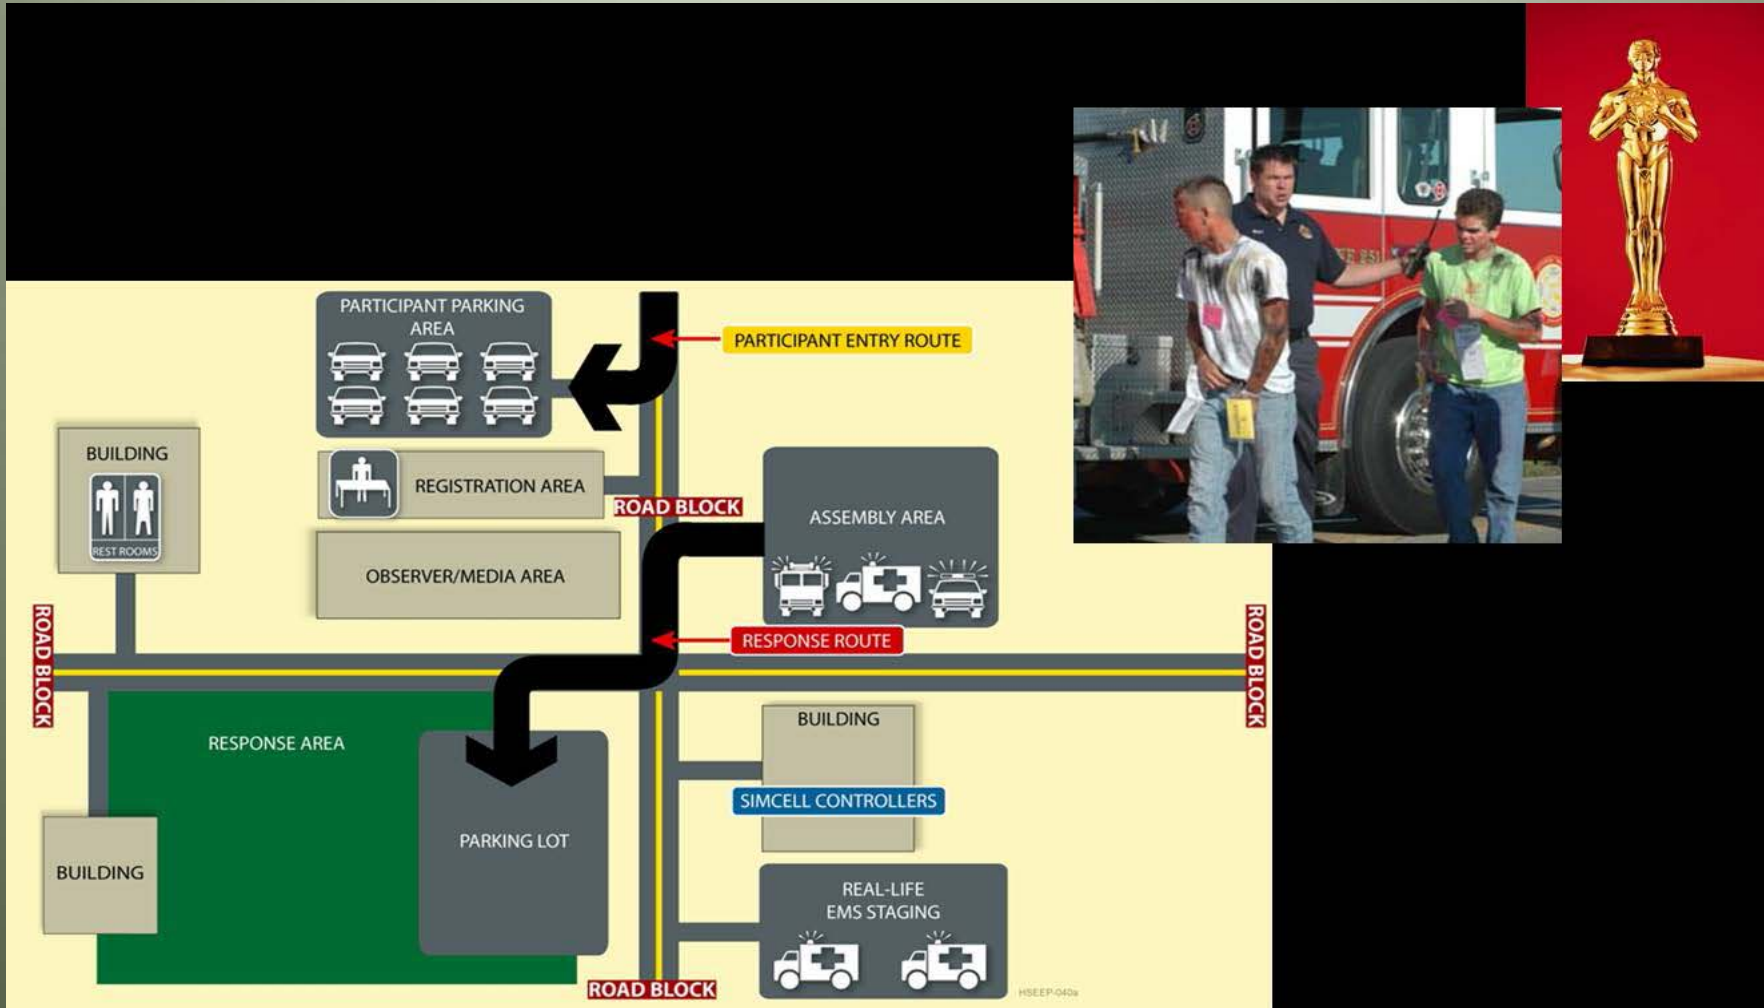 PARTICIPANT PARKING
AREA
PARTICIPANT ENTRY ROUTE
BUILDING
REST ROOMS
REGISTRATION AREA
ROAD BLOCK
ASSEMBLY AREA
OBSERVER/MEDIA AREA
ROAD BLOCK
RESPONSE ROUTE
ROAD BLOCK
RESPONSE AREA
BUILDING
SIMCELL CONTROLLERS
PARKING LOT
BUILDING
REAL-LIFE
EMS STAGING
ROAD BLOCK
HSEEP-040a